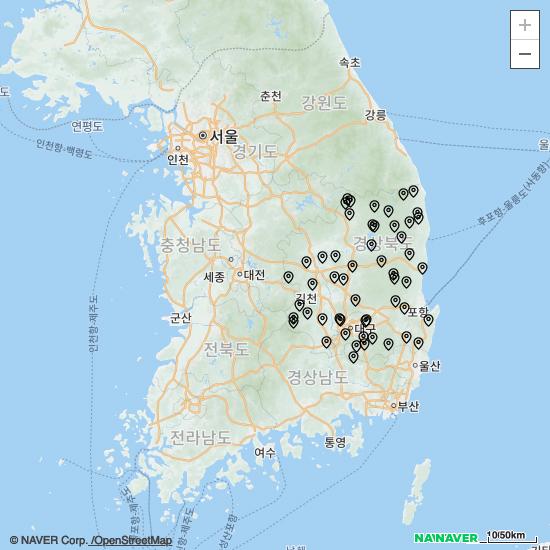 +
−
속초
춘천
강원도
강릉
도
연평도
서울
인천
경기도
인천항-백령도
울
후포항-울릉도(사동항)
충청남도
경상북도
세종
대전
김천
인천항-제주도
군산
대구
포항
전북도
경상남도
울산
부산
전라남도
통영
여수
© NAVER Corp. /OpenStreetMap
NAVER
10/50km